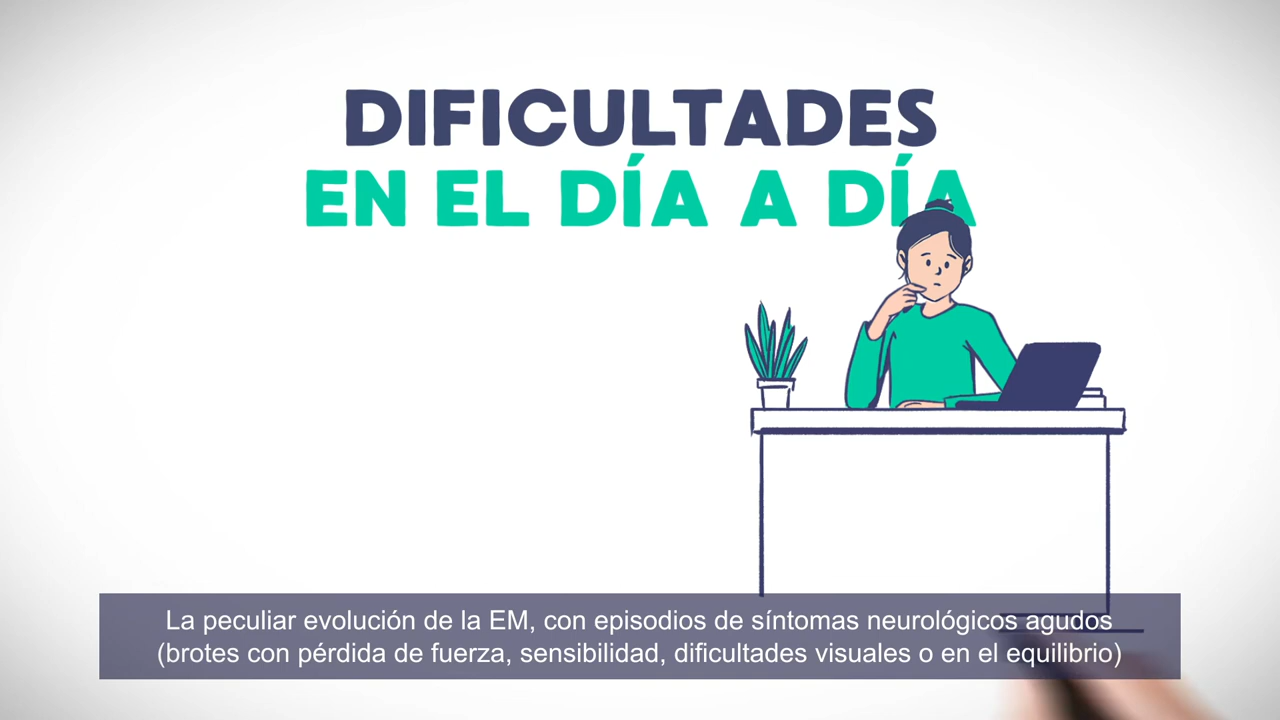 DIFICULTADES
EN EL DÍA A DÍA
La peculiar evolución de la EM, con episodios de síntomas neurológicos agudos
(brotes con pérdida de fuerza, sensibilidad, dificultades visuales o en el equilibrio)